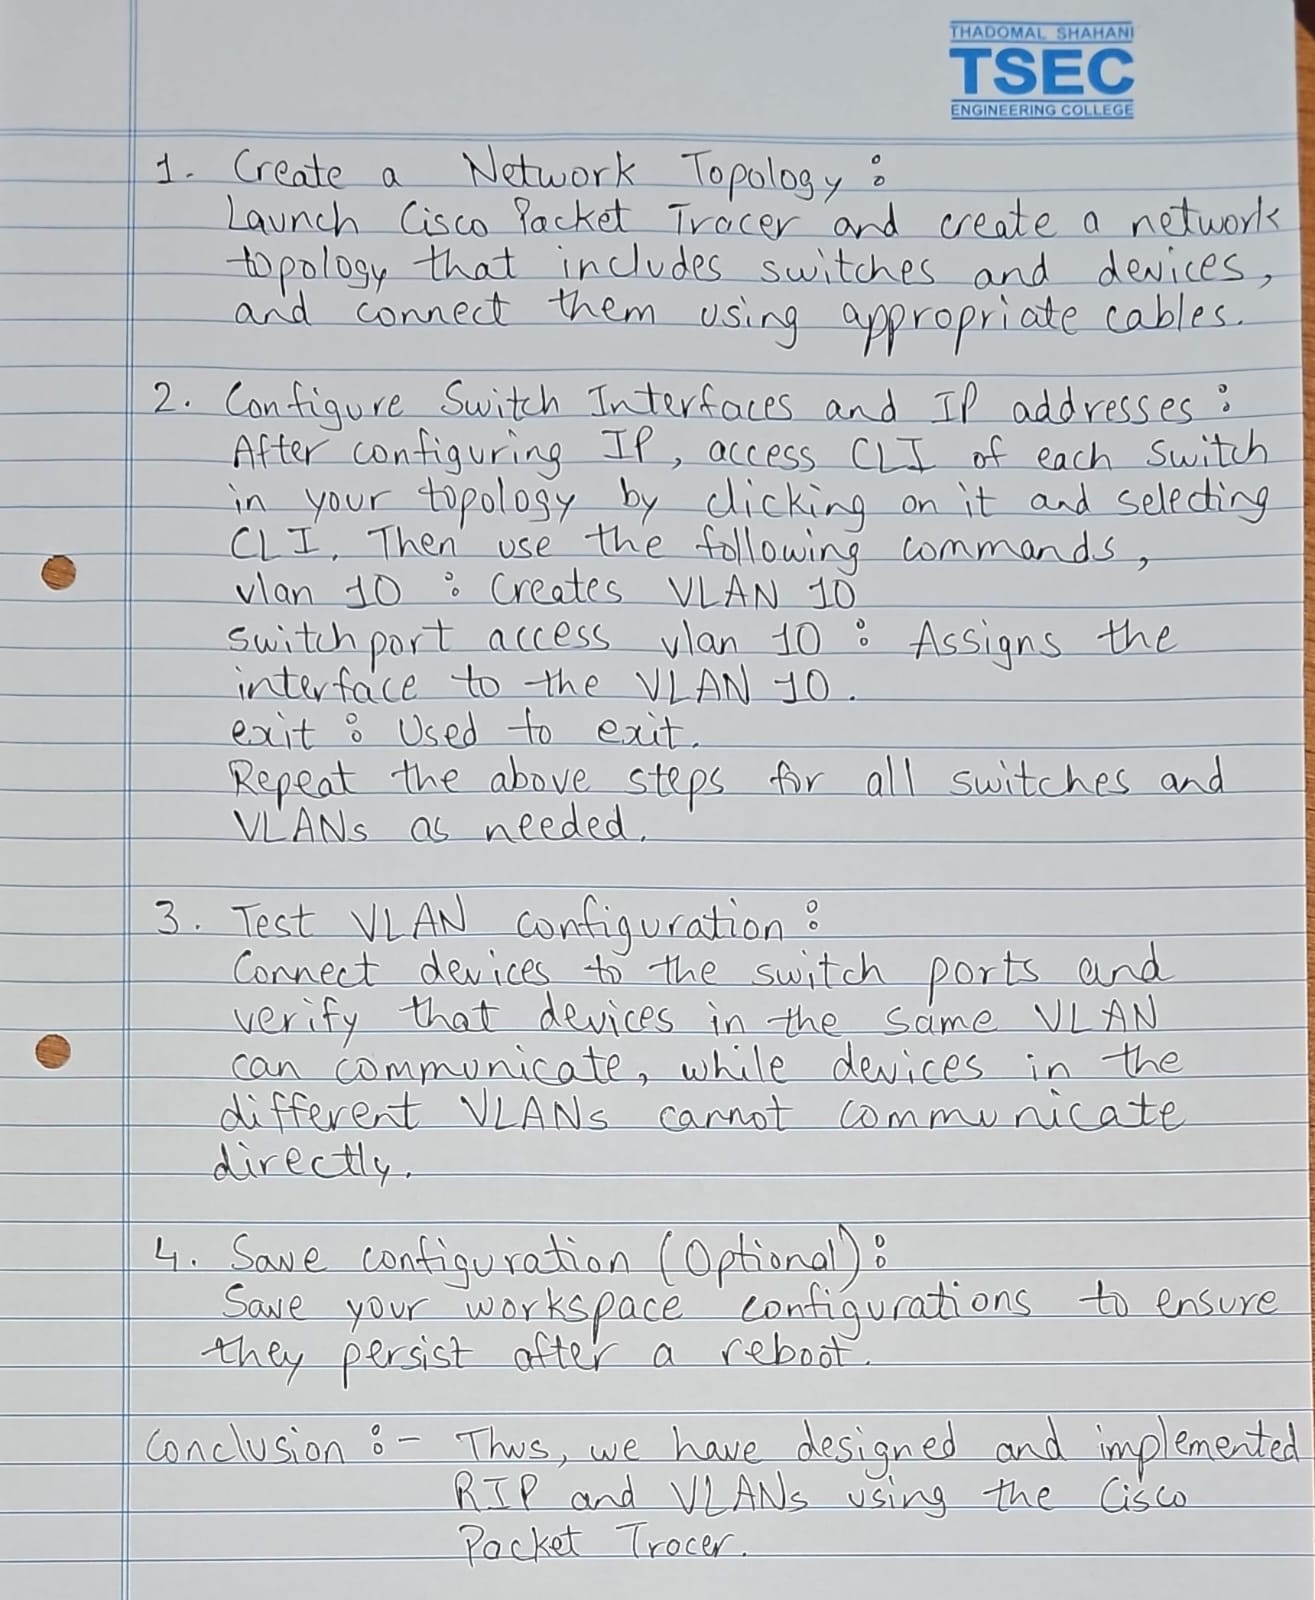 THADOMAL SHAHANI
TSEC
ENGINEERING COLLEGE
1. Create a Network Topology :
Launch Cisco Packet Tracer and create a network
topology that includes switches and devices,
and connect them using appropriate cables.
2. Configure Switch Interfaces and IP addresses :
After configuring IP, access CLI of each switch
in your topology by clicking on it and selecting
CLI. Then use the following commands,
vlan 10 : Creates VLAN 10
switchport access vlan 10 : Assigns the
interface to the VLAN 10.
exit : Used to exit.
Repeat the above steps for all switches and
VLANs as needed.
3. Test VLAN configuration :
Connect devices to the switch ports and
verify that devices in the same VLAN
can communicate, while devices in the
different VLANs cannot communicate
directly.
4. Save configuration (Optional) :
Save your workspace configurations to ensure
they persist after a reboot.
Conclusion :- Thus, we have designed and implemented
RIP and VLANs using the Cisco
Packet Tracer.